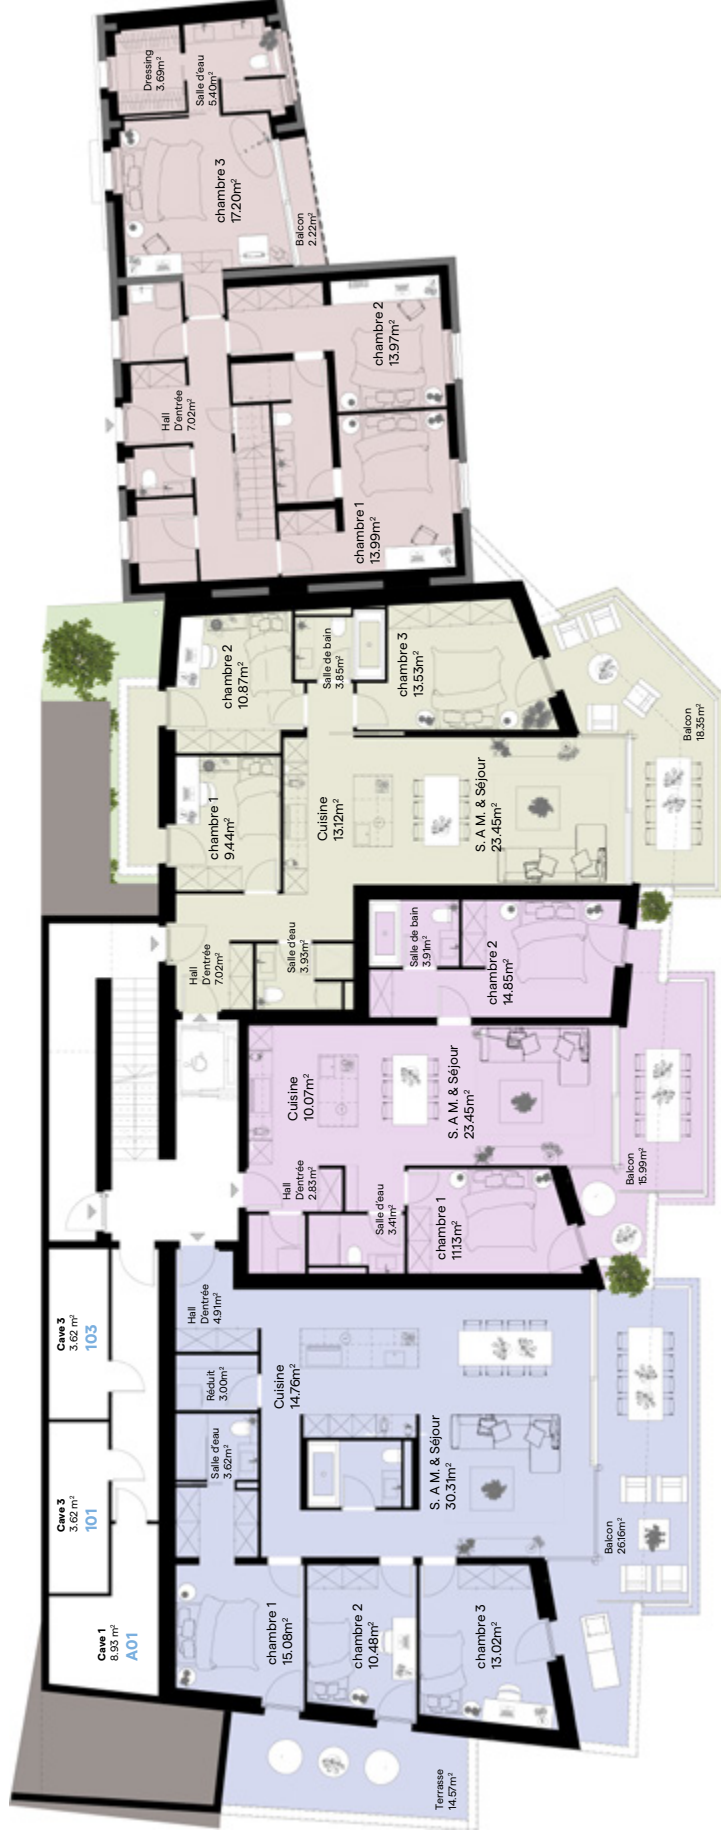 Dressing
3.69m²
Salle d'eau
5.40m²
chambre 3
17.20m²
Balcon
2.22m²
chambre 2
13.97m²
Hall
D'entrée
7.02m²
chambre 1
13.99m²
chambre 2
10.87m²
Salle de bain
3.85m²
chambre 3
13.53m²
Balcon
18.35m²
chambre 1
9.44m²
Cuisine
13.12m²
S. A M. & Séjour
23.45m²
Hall
D'entrée
7.02m²
Salle d'eau
3.93m²
Salle de bain
3.91m²
chambre 2
14.85m²
Cuisine
10.07m²
S. A M. & Séjour
23.45m²
Balcon
15.99m²
Hall
D'entrée
2.83m²
Salle d'eau
3.41m²
chambre 1
11.13m²
Cave 3
3.62 m²
103
Hall
D'entrée
4.91m²
Réduit
3.00m²
Cuisine
14.76m²
Cave 3
3.62 m²
101
Salle d'eau
3.62m²
S. A M. & Séjour
30.31m²
Balcon
26.16m²
Cave 1
8.93 m²
A01
chambre 1
15.08m²
chambre 2
10.48m²
chambre 3
13.02m²
Terrasse
14.57m²